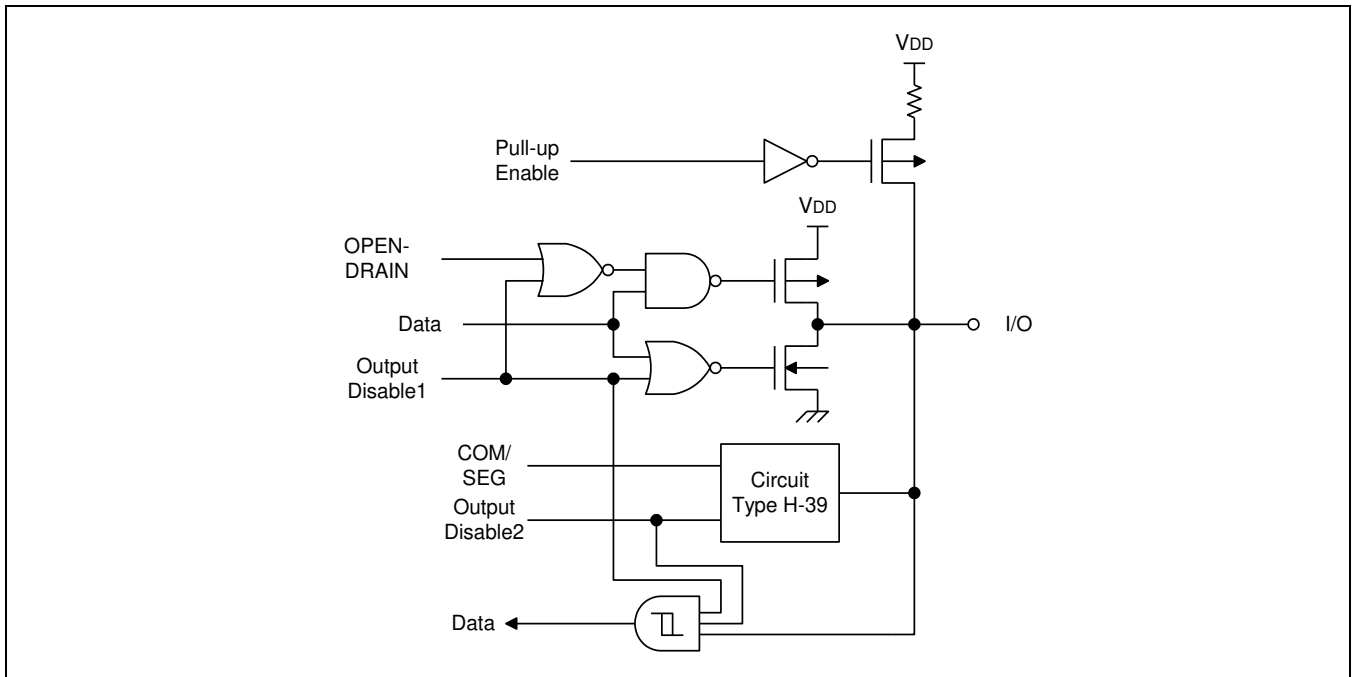 VDD
Pull-up
Enable
VDD
OPEN-
DRAIN
Data
I/O
Output
Disable1
COM/
SEG
Circuit
Type H-39
Output
Disable2
Data